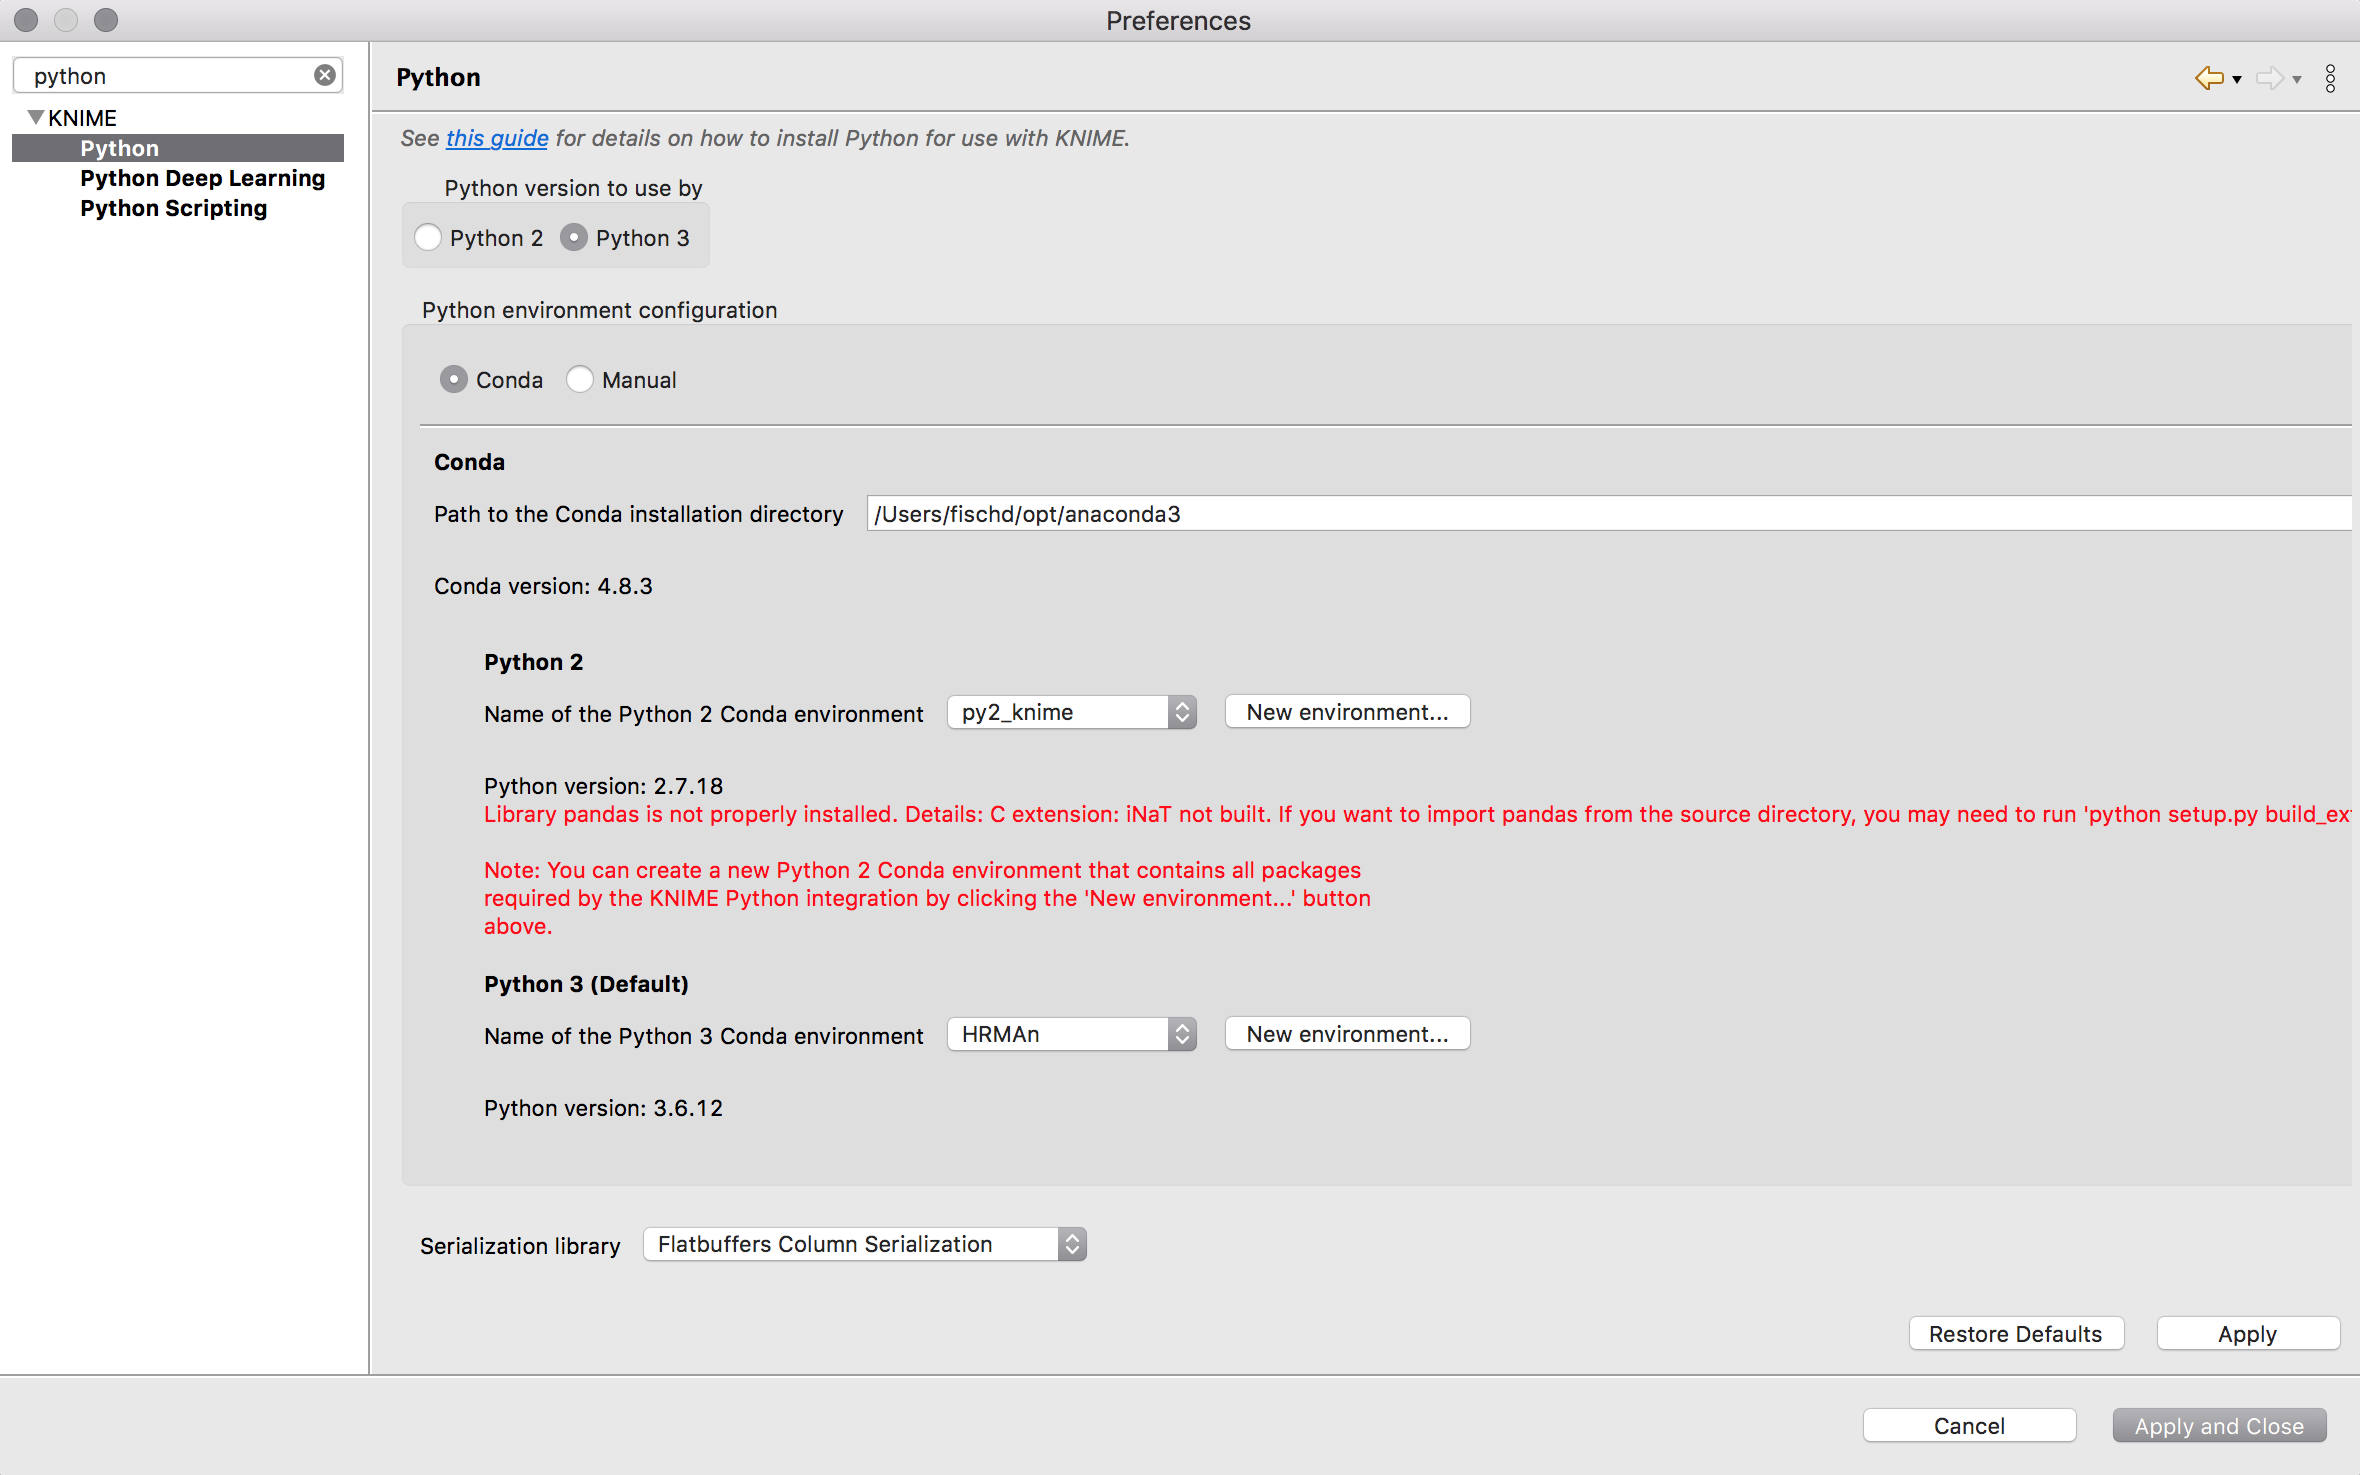 Preferences
python
KNIME
Python
Python Deep Learning
Python Scripting
Python
See this guide for details on how to install Python for use with KNIME.
Python version to use by
Python 2
Python 3
Python environment configuration
Conda
Manual
Conda
Path to the Conda installation directory
/Users/fischd/opt/anaconda3
Conda version: 4.8.3
Python 2
Name of the Python 2 Conda environment
py2_knime
New environment...
Python version: 2.7.18
Library pandas is not properly installed. Details: C extension: iNaT not built. If you want to import pandas from the source directory, you may need to run 'python setup.py build_ext
Note: You can create a new Python 2 Conda environment that contains all packages
required by the KNIME Python integration by clicking the 'New environment...' button
above.
Python 3 (Default)
Name of the Python 3 Conda environment
HRMAn
New environment...
Python version: 3.6.12
Serialization library
Flatbuffers Column Serialization
Restore Defaults
Apply
Cancel
Apply and Close